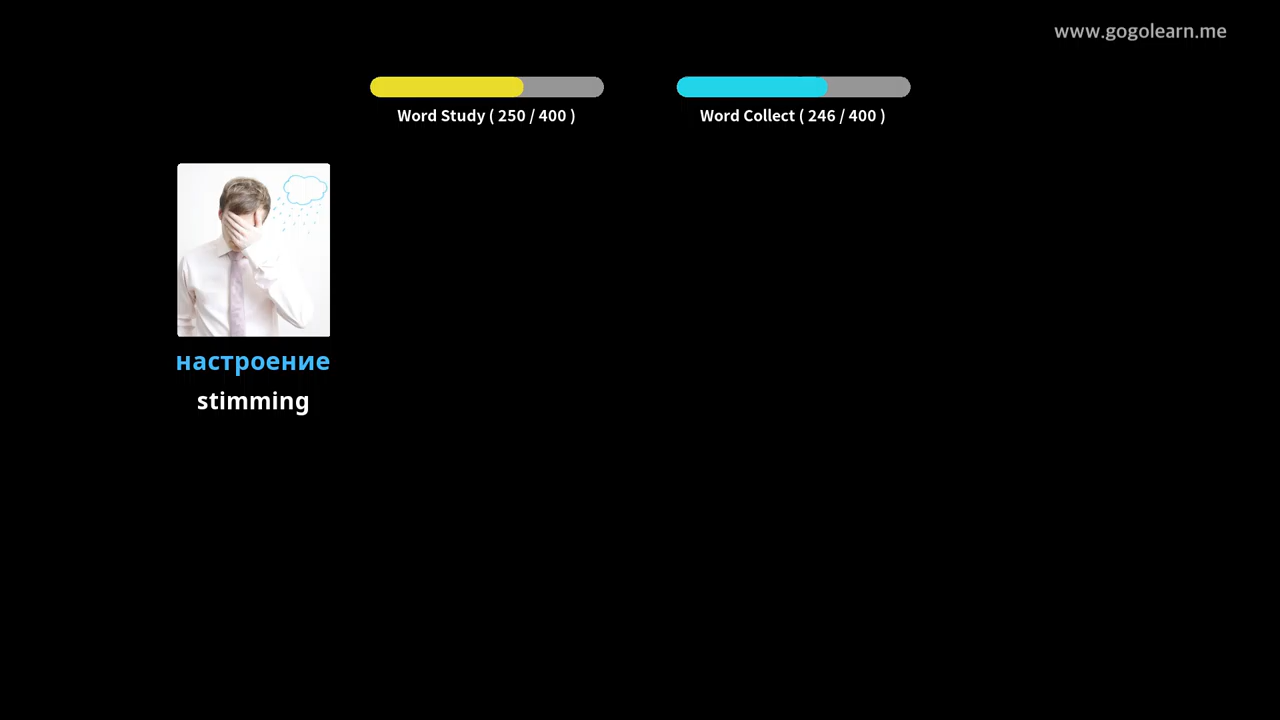 www.gogolearn.me
Word Study ( 250 / 400 )
Word Collect ( 246 / 400 )
настроение
stimming